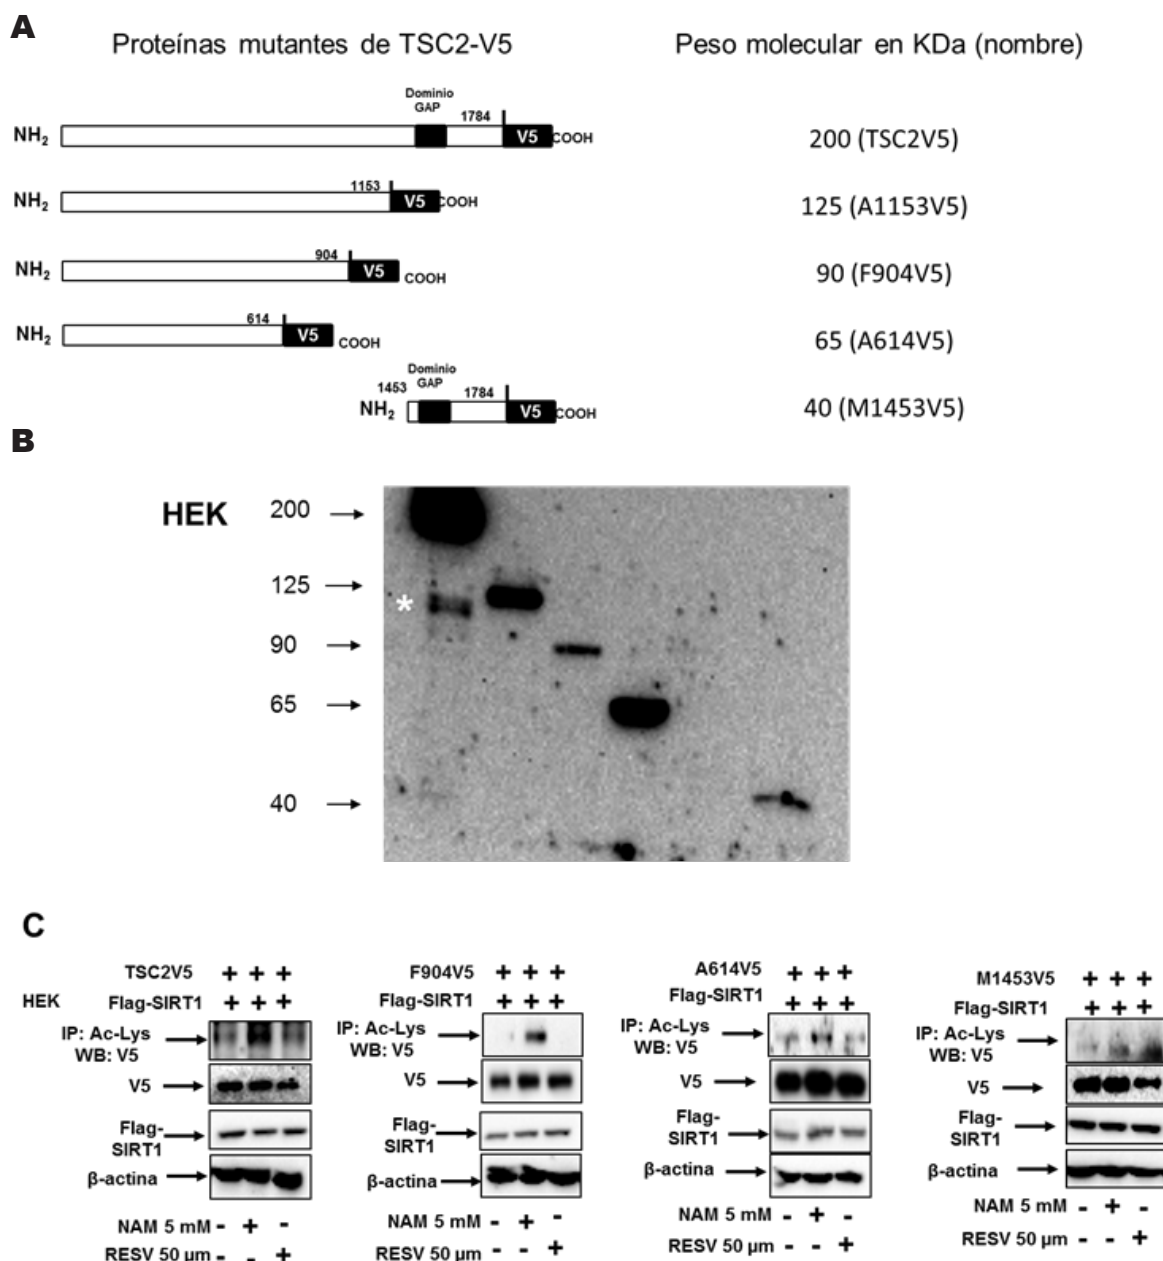 A
Proteínas mutantes de TSC2-V5 Peso molecular en KDa (nombre)
Dominio
GAP
1784
NH2 V5 COOH 200 (TSC2V5)
1153
NH2 V5 COOH 125 (A1153V5)
904
NH2 V5 COOH 90 (F904V5)
614
NH2 V5 COOH 65 (A614V5)
Dominio
GAP
1453 1784
NH2 V5 COOH 40 (M1453V5)
B
HEK 200
125
*
90
65
40
C
HEK
TSC2V5 + + +
Flag-SIRT1 + + +
IP: Ac-Lys
WB: V5
V5
Flag-
SIRT1
β-actina
NAM 5 mM - + -
RESV 50 µm - - +
F904V5 + + +
Flag-SIRT1 + + +
IP: Ac-Lys
WB: V5
V5
Flag-
SIRT1
β-actina
NAM 5 mM - + -
RESV 50 µm - - +
A614V5 + + +
Flag-SIRT1 + + +
IP: Ac-Lys
WB: V5
V5
Flag-
SIRT1
β-actina
NAM 5 mM - + -
RESV 50 µm - - +
M1453V5 + + +
Flag-SIRT1 + + +
IP: Ac-Lys
WB: V5
V5
Flag-
SIRT1
β-actina
NAM 5 mM - + -
RESV 50 µm - - +